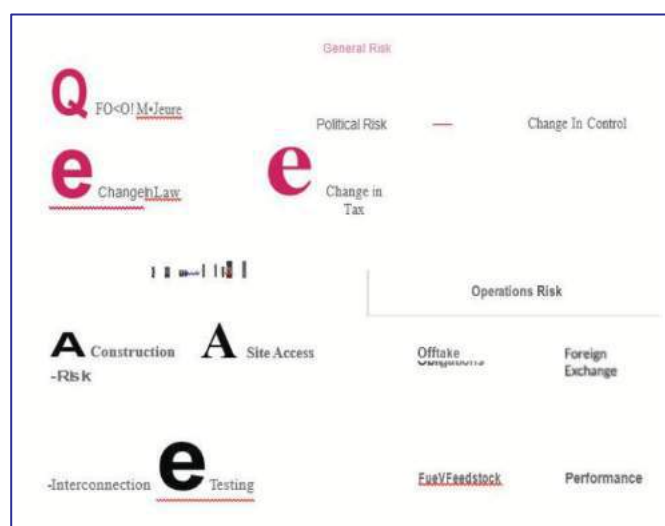 General Risk
Q FO<O! M•Jeure
Political Risk — Change In Control
e ChangehnLaw e Change in
Tax
Operations Risk
A Construction A Site Access Offtake Foreign
-Risk Exchange
-Interconnection e Testing FueVFeedstock Performance